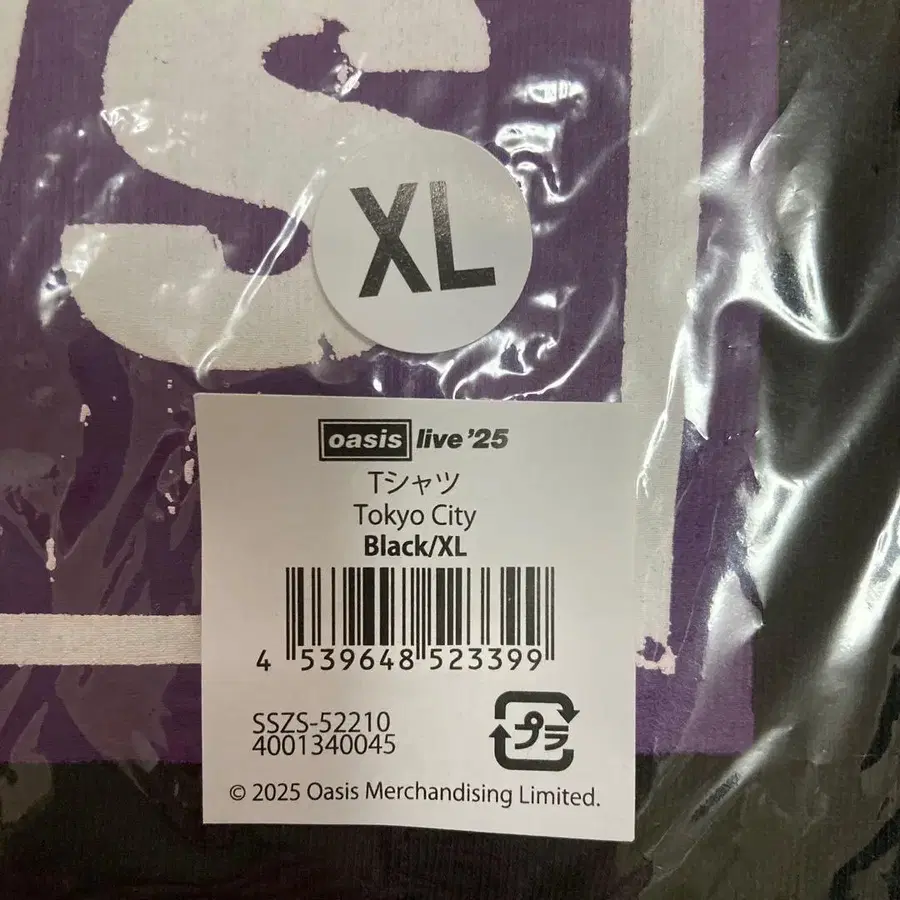 S
XL
oasis live '25
Tシャツ
Tokyo City
Black/XL
4 539648 523399
SSZS-52210
4001340045
プラ
© 2025 Oasis Merchandising Limited.